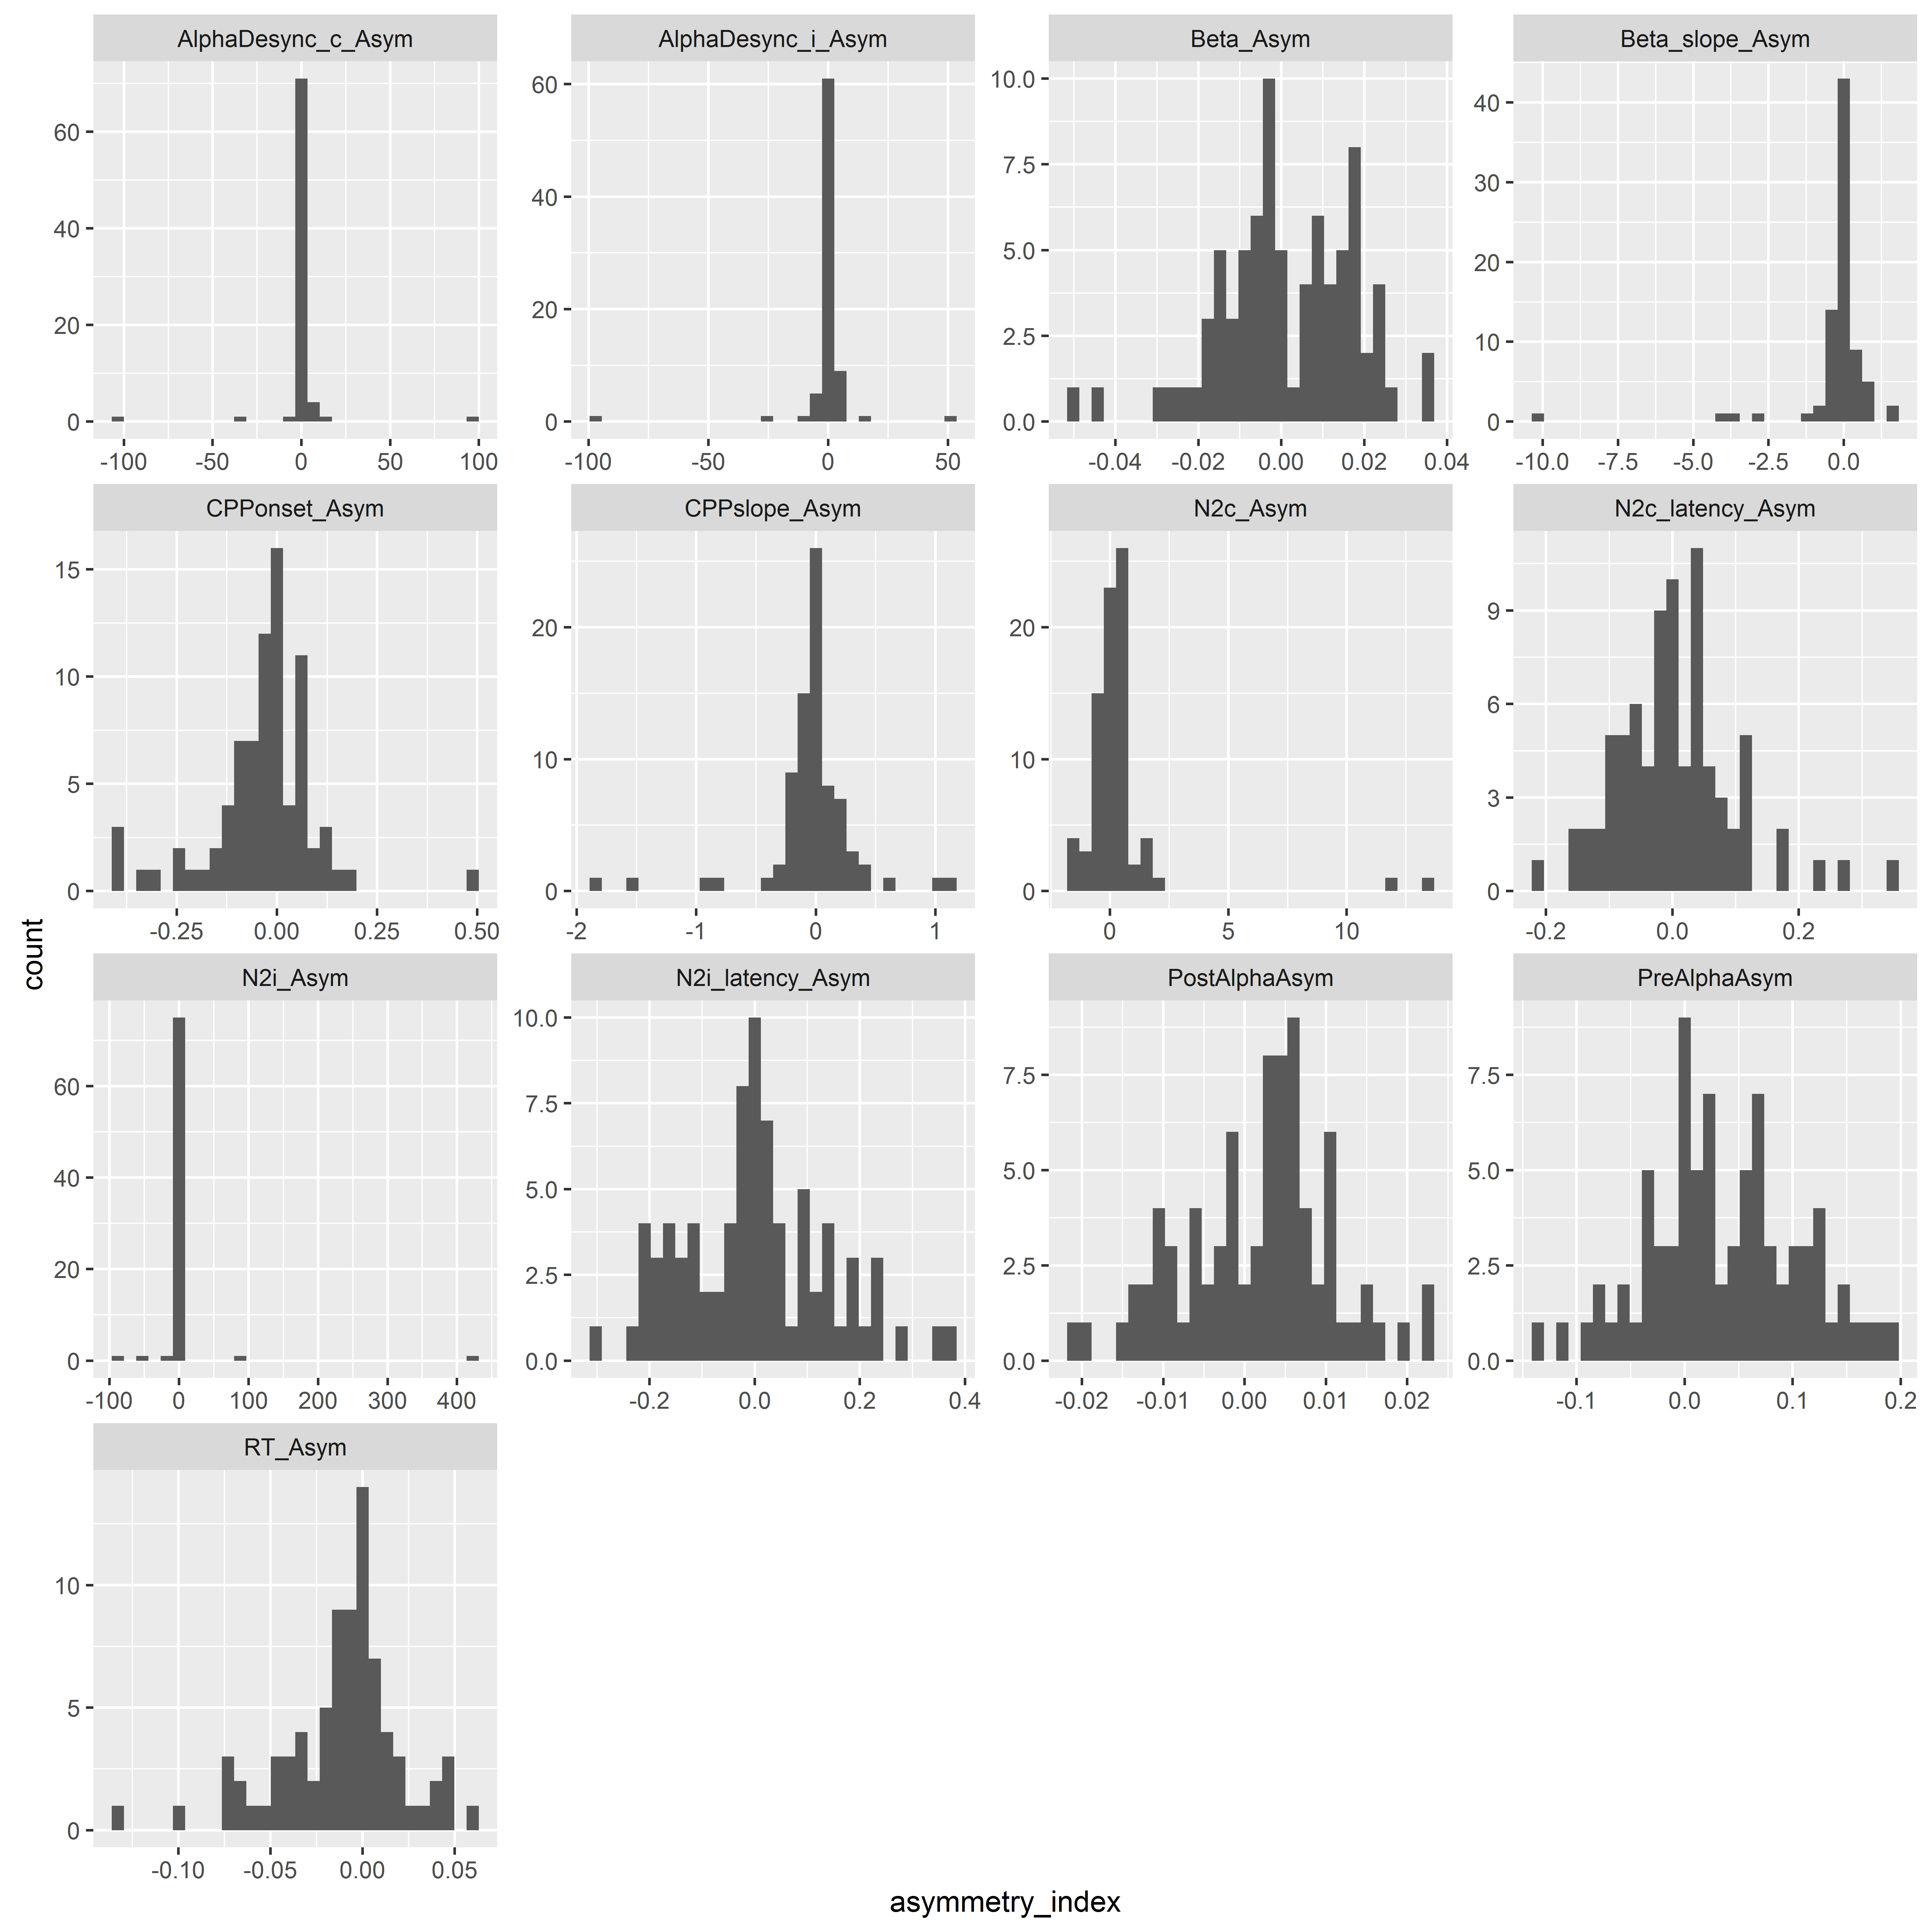 AlphaDesync_c_Asym AlphaDesync_i_Asym Beta_Asym Beta_slope_Asym
60
40
20
0
-100 -50 0 50 100
60
40
20
0
-100 -50 0 50
10.0
7.5
5.0
2.5
0.0
-0.04 -0.02 0.00 0.02 0.04
40
30
20
10
0
-10.0 -7.5 -5.0 -2.5 0.0
CPPonset_Asym CPPslope_Asym N2c_Asym N2c_latency_Asym
15
10
5
0
-0.25 0.00 0.25 0.50
20
10
0
-2 -1 0 1
20
10
0
0 5 10
9
6
3
0
-0.2 0.0 0.2
N2i_Asym N2i_latency_Asym PostAlphaAsym PreAlphaAsym
60
40
20
0
-100 0 100 200 300 400
10.0
7.5
5.0
2.5
0.0
-0.2 0.0 0.2 0.4
7.5
5.0
2.5
0.0
-0.02 -0.01 0.00 0.01 0.02
7.5
5.0
2.5
0.0
-0.1 0.0 0.1 0.2
RT_Asym
10
5
0
-0.10 -0.05 0.00 0.05
count
asymmetry_index